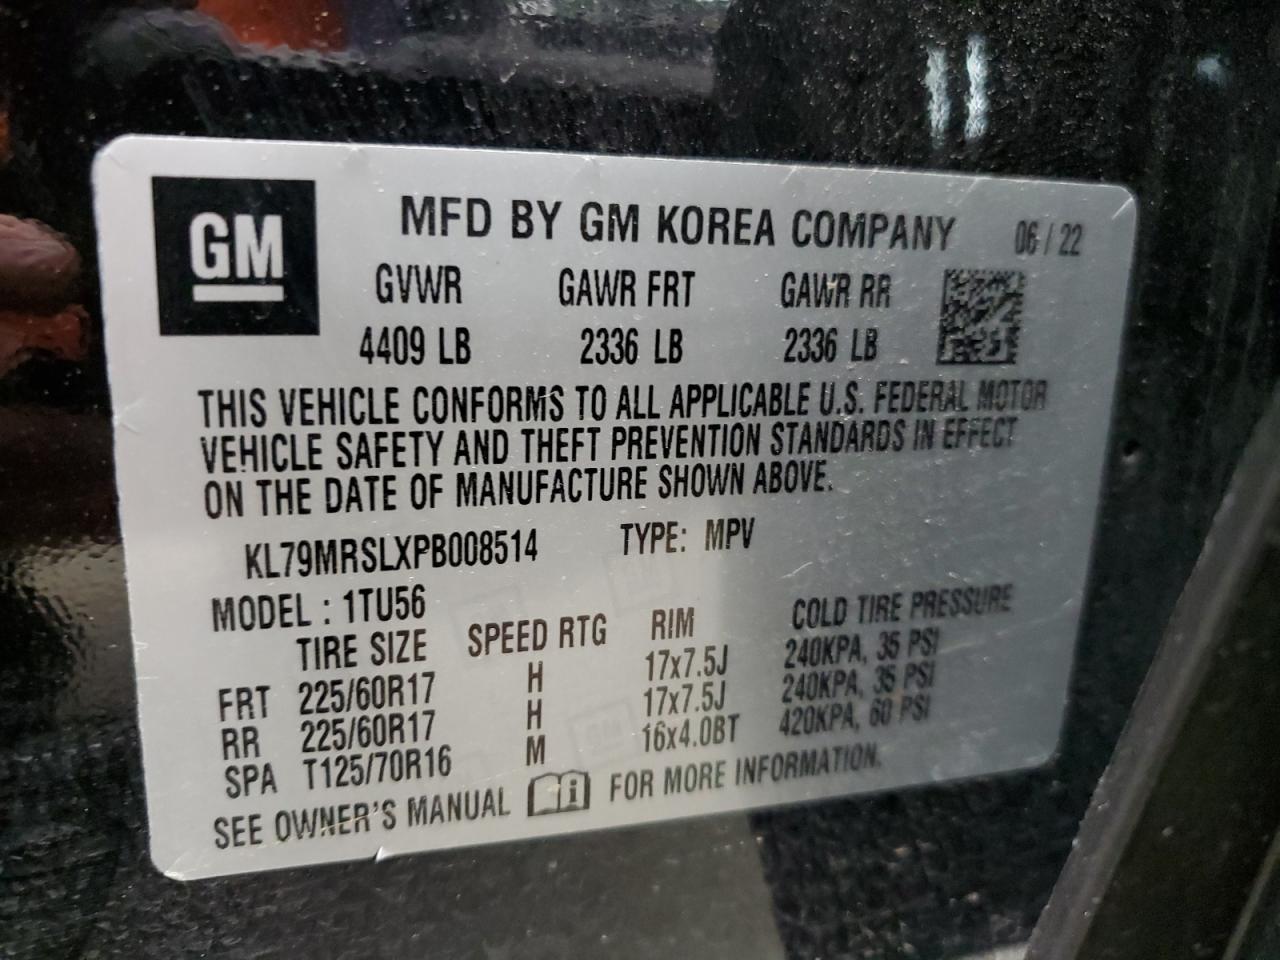 GM
MFD BY GM KOREA COMPANY 06 / 22
GVWR GAWR FRT GAWR RR
4409 LB 2336 LB 2336 LB
THIS VEHICLE CONFORMS TO ALL APPLICABLE U.S. FEDERAL MOTOR
VEHICLE SAFETY AND THEFT PREVENTION STANDARDS IN EFFECT
ON THE DATE OF MANUFACTURE SHOWN ABOVE.
KL79MRSLXPB008514 TYPE: MPV
MODEL : 1TU56
TIRE SIZE SPEED RTG RIM COLD TIRE PRESSURE
FRT 225/60R17 H 17x7.5J 240KPA, 35 PSI
RR 225/60R17 H 17x7.5J 240KPA, 35 PSI
SPA T125/70R16 M 16x4.0BT 420KPA, 60 PSI
SEE OWNER'S MANUAL i FOR MORE INFORMATION.